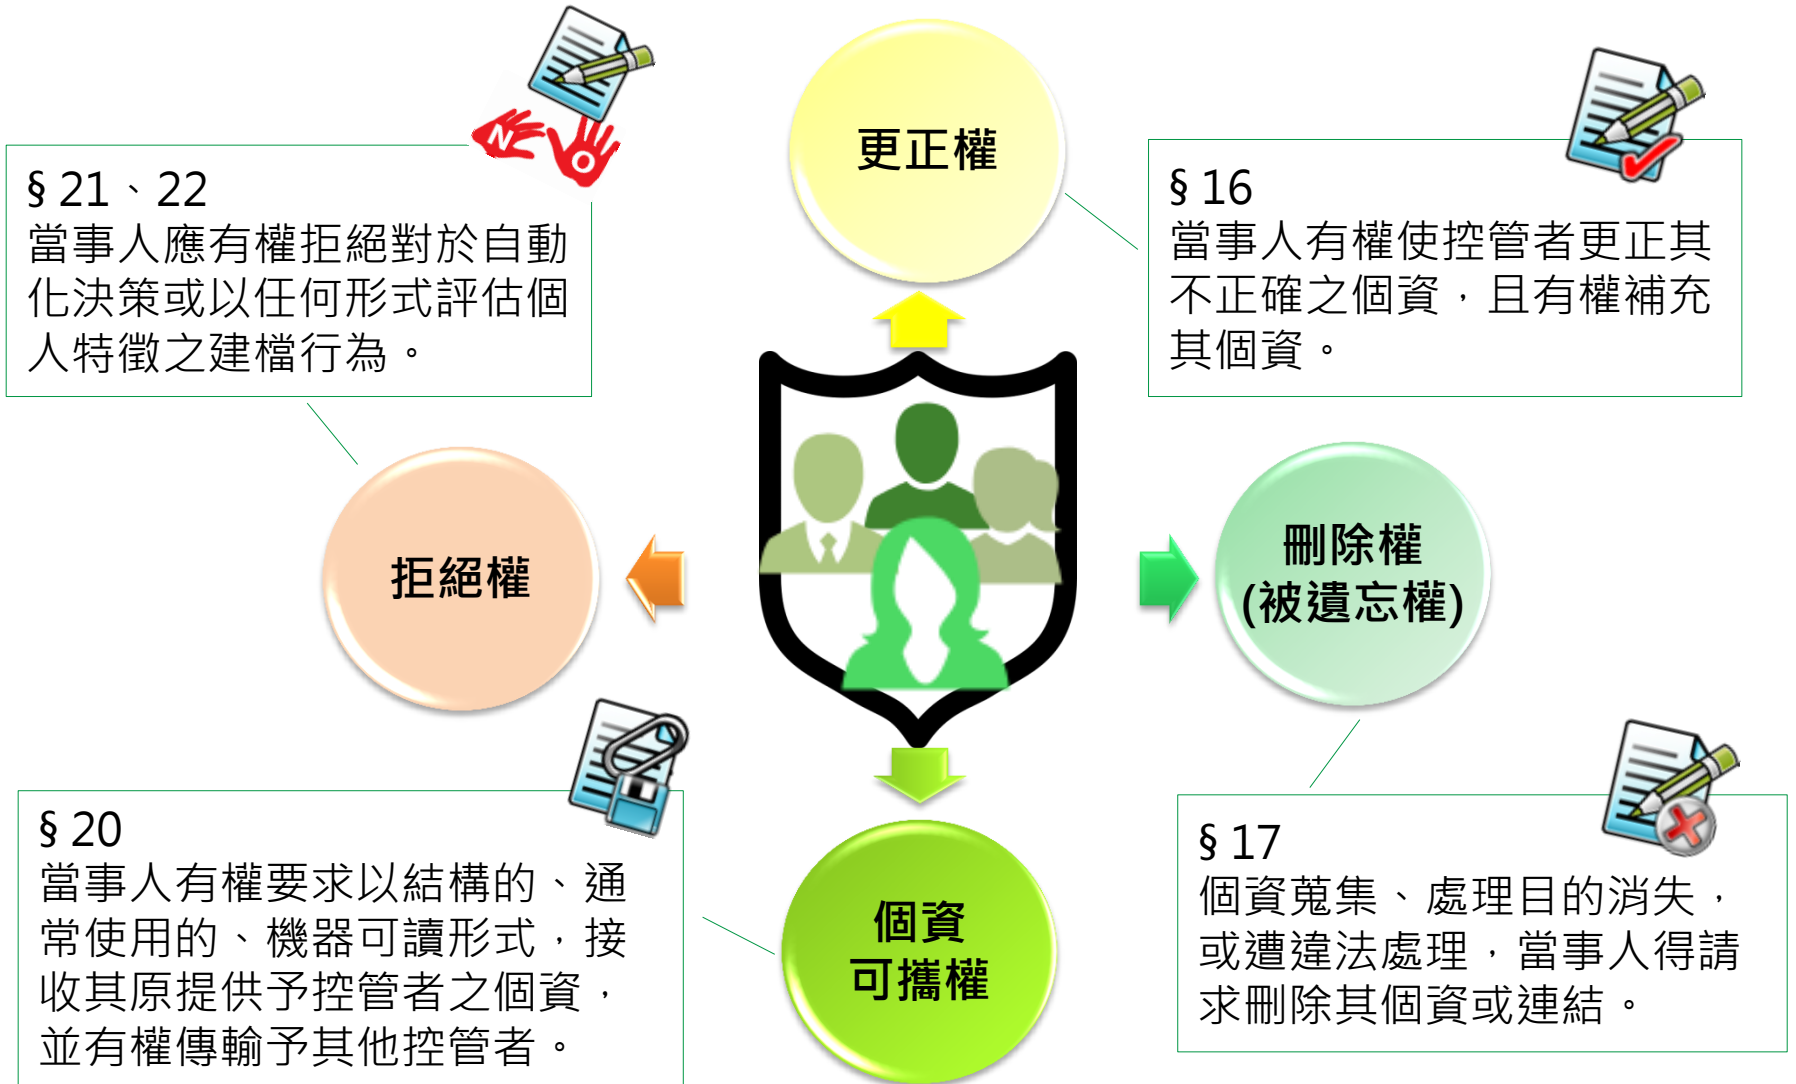 更正權
§ 16
當事人有權使控管者更正其
不正確之個資，且有權補充
其個資。
§ 21、22
當事人應有權拒絕對於自動
化決策或以任何形式評估個
人特徵之建檔行為。
NO
拒絕權
刪除權
(被遺忘權)
§ 20
當事人有權要求以結構的、通
常使用的、機器可讀形式，接
收其原提供予控管者之個資，
並有權傳輸予其他控管者。
個資
可攜權
§ 17
個資蒐集、處理目的消失，
或遭違法處理，當事人得請
求刪除其個資或連結。